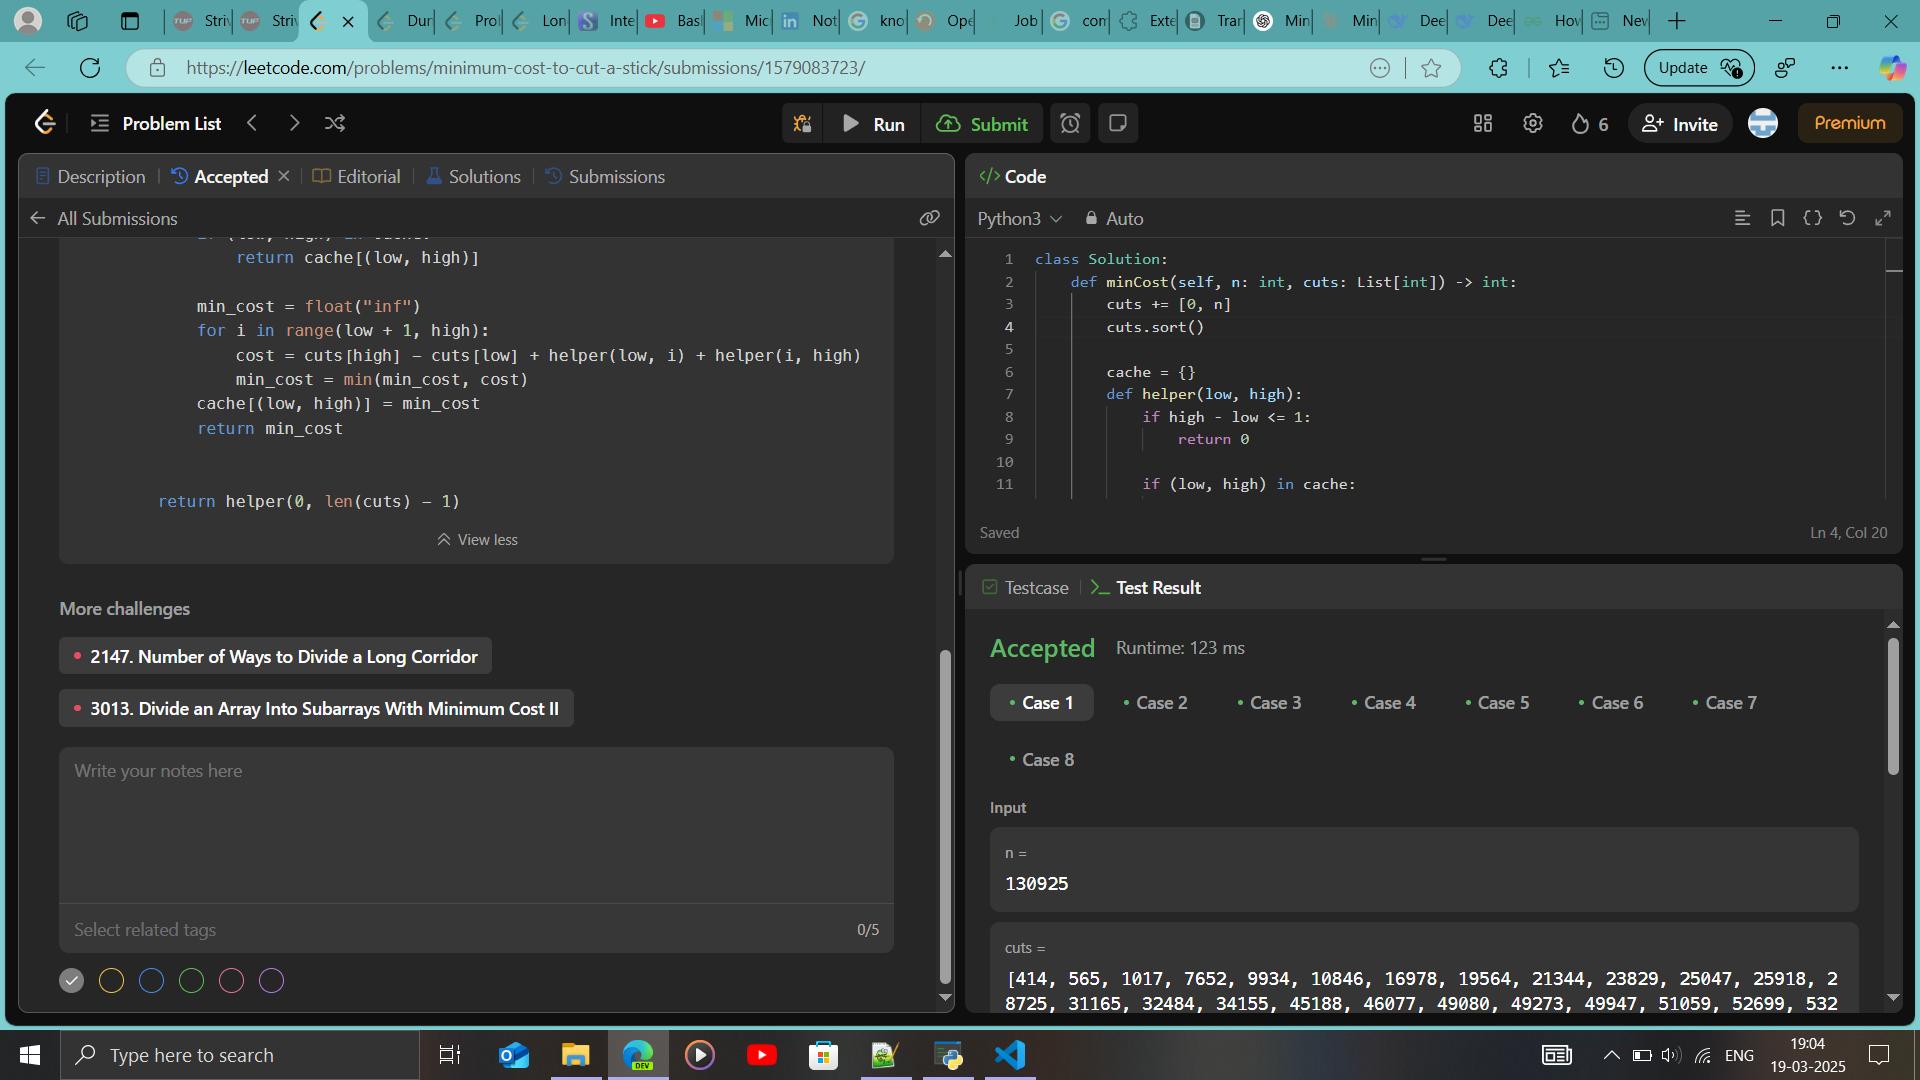 Stri
Stri
Dun
Prol
Lon
Inte
Bas
Mic
Not
kno
Ope
Job
com
Exte
Tran
Min
Min
Dee
Dee
How
New
https://leetcode.com/problems/minimum-cost-to-cut-a-stick/submissions/1579083723/
Update
Problem List
Run
Submit
6
Invite
Premium
Description
Accepted
Editorial
Solutions
Submissions
All Submissions
return cache[(low, high)]
min_cost = float("inf")
for i in range(low + 1, high):
cost = cuts[high] - cuts[low] + helper(low, i) + helper(i, high)
min_cost = min(min_cost, cost)
cache[(low, high)] = min_cost
return min_cost
return helper(0, len(cuts) - 1)
View less
More challenges
2147. Number of Ways to Divide a Long Corridor
3013. Divide an Array Into Subarrays With Minimum Cost II
Write your notes here
Select related tags
0/5
</> Code
Python3
Auto
1 class Solution:
2 def minCost(self, n: int, cuts: List[int]) -> int:
3 cuts += [0, n]
4 cuts.sort()
5
6 cache = {}
7 def helper(low, high):
8 if high - low <= 1:
9 return 0
10
11 if (low, high) in cache:
Saved
Ln 4, Col 20
Testcase
Test Result
Accepted
Runtime: 123 ms
Case 1
Case 2
Case 3
Case 4
Case 5
Case 6
Case 7
Case 8
Input
n =
130925
cuts =
[414, 565, 1017, 7652, 9934, 10846, 16978, 19564, 21344, 23829, 25047, 25918, 2
8725, 31165, 32484, 34155, 45188, 46077, 49080, 49273, 49947, 51059, 52699, 532
Type here to search
DEV
ENG
19:04
19-03-2025